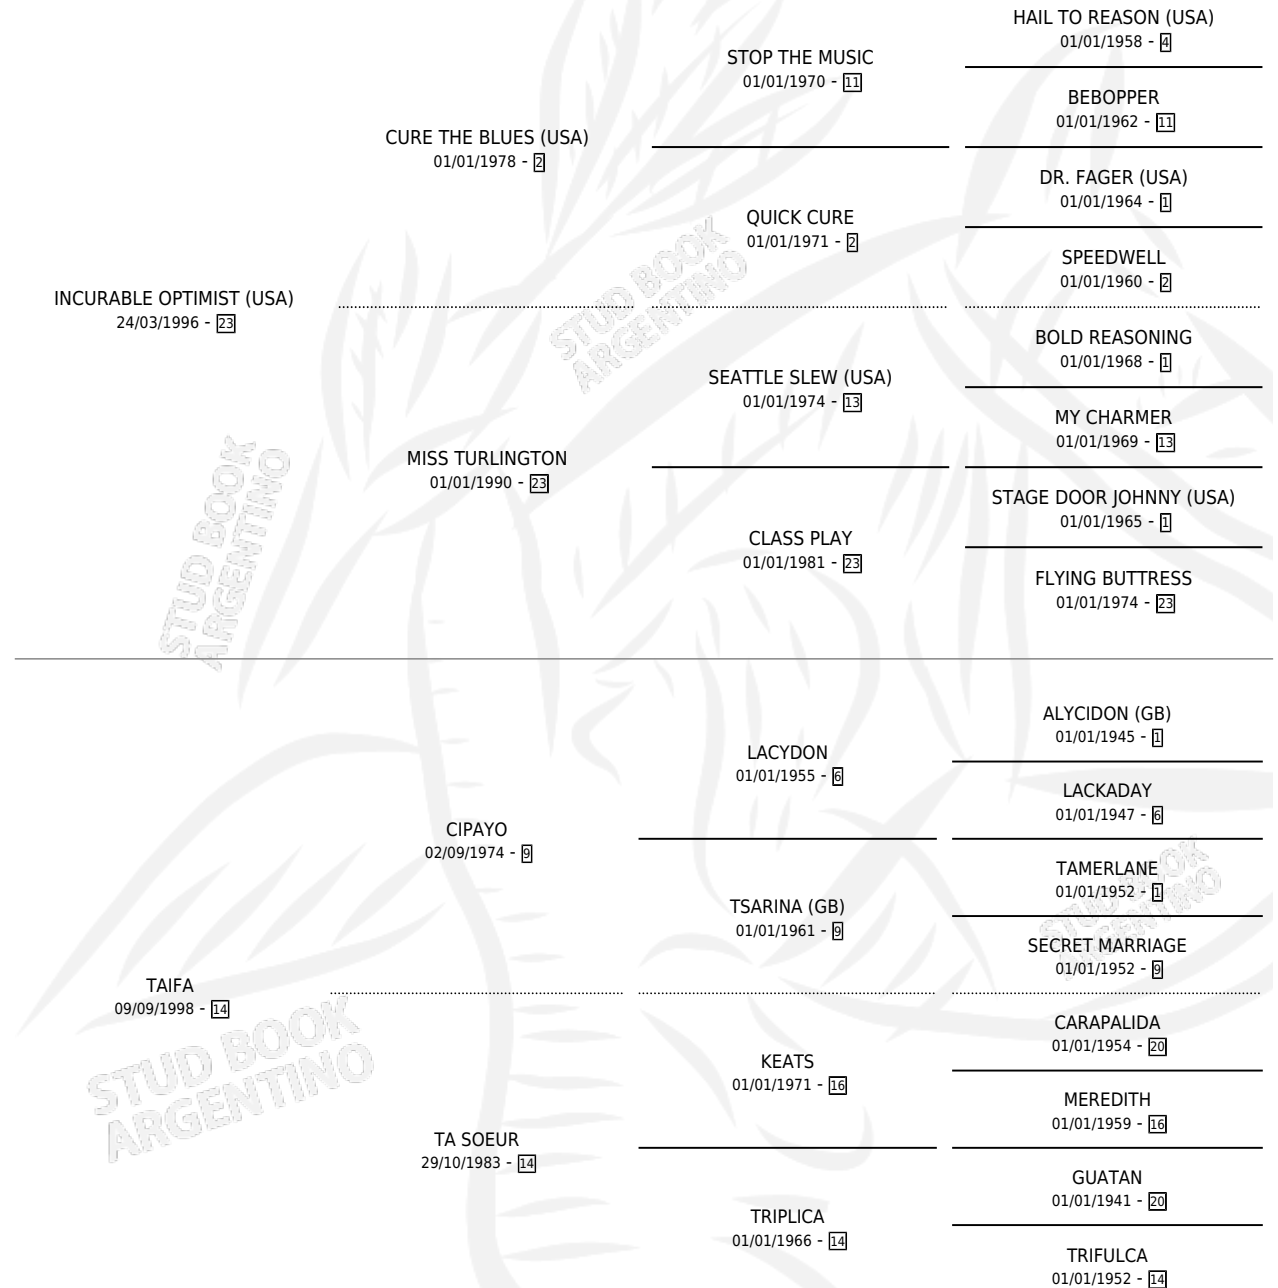 HAIL TO REASON (USA)
01/01/1958 - 4
STOP THE MUSIC
01/01/1970 - 11
BEBOPPER
01/01/1962 - 11
CURE THE BLUES (USA)
01/01/1978 - 2
DR. FAGER (USA)
01/01/1964 - 1
QUICK CURE
01/01/1971 - 2
SPEEDWELL
01/01/1960 - 2
INCURABLE OPTIMIST (USA)
24/03/1996 - 23
BOLD REASONING
01/01/1968 - 1
SEATTLE SLEW (USA)
01/01/1974 - 13
MY CHARMER
01/01/1969 - 13
MISS TURLINGTON
01/01/1990 - 23
STAGE DOOR JOHNNY (USA)
01/01/1965 - 1
CLASS PLAY
01/01/1981 - 23
FLYING BUTTRESS
01/01/1974 - 23
ALYCIDON (GB)
01/01/1945 - 1
LACYDON
01/01/1955 - 6
LACKADAY
01/01/1947 - 6
CIPAYO
02/09/1974 - 9
TAMERLANE
01/01/1952 - 1
TSARINA (GB)
01/01/1961 - 9
SECRET MARRIAGE
01/01/1952 - 9
TAIFA
09/09/1998 - 14
CARAPALIDA
01/01/1954 - 20
KEATS
01/01/1971 - 16
MEREDITH
01/01/1959 - 16
TA SOEUR
29/10/1983 - 14
GUATAN
01/01/1941 - 20
TRIPLICA
01/01/1966 - 14
TRIFULCA
01/01/1952 - 14
STUD BOOK
ARGENTINO
STUD BOOK
ARGENTINO
STUD BOOK
ARGENTINO
STUD BOOK
ARGENTINO